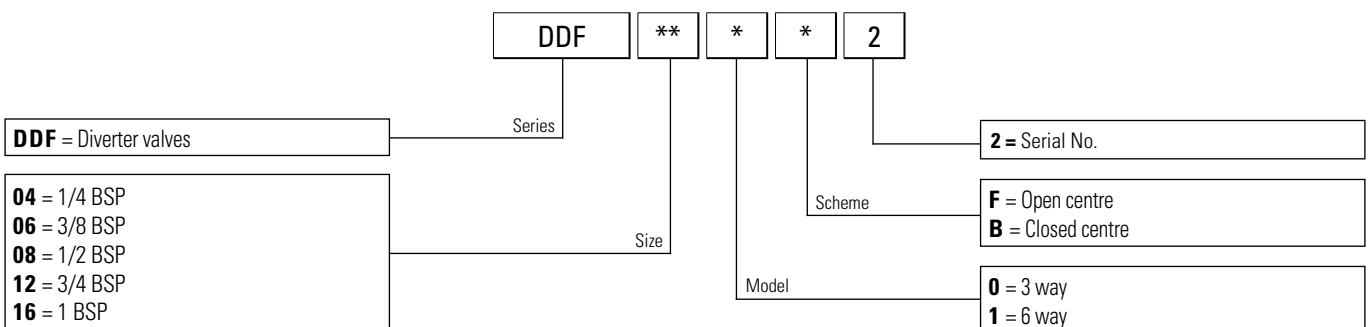 DDF ** * * 2
Series
DDF = Diverter valves
2 = Serial No.
04 = 1/4 BSP
06 = 3/8 BSP
08 = 1/2 BSP
12 = 3/4 BSP
16 = 1 BSP
Size
Scheme
F = Open centre
B = Closed centre
Model
0 = 3 way
1 = 6 way